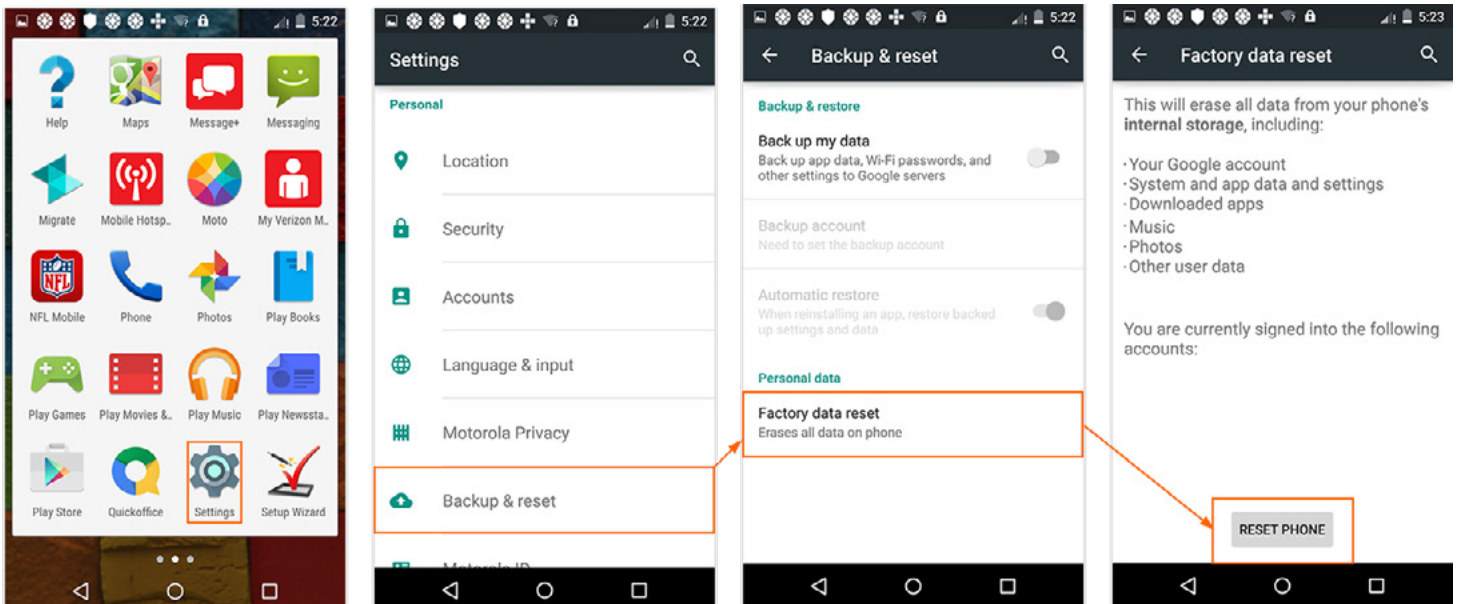 5:22
Help Maps Message+ Messaging
Migrate Mobile Hotsp.. Moto My Verizon M..
NFL
NFL Mobile Phone Photos Play Books
Play Games Play Movies &.. Play Music Play Newssta..
Play Store Quickoffice Settings Setup Wizard
5:22
Settings
Personal
Location
Security
Accounts
Language & input
Motorola Privacy
Backup & reset
Motorola ID
5:22
Backup & reset
Backup & restore
Back up my data
Back up app data, Wi-Fi passwords, and
other settings to Google servers
Backup account
Need to set the backup account
Automatic restore
When reinstalling an app, restore backed
up settings and data
Personal data
Factory data reset
Erases all data on phone
5:23
Factory data reset
This will erase all data from your phone's
internal storage, including:
· Your Google account
· System and app data and settings
· Downloaded apps
· Music
· Photos
· Other user data
You are currently signed into the following
accounts:
RESET PHONE